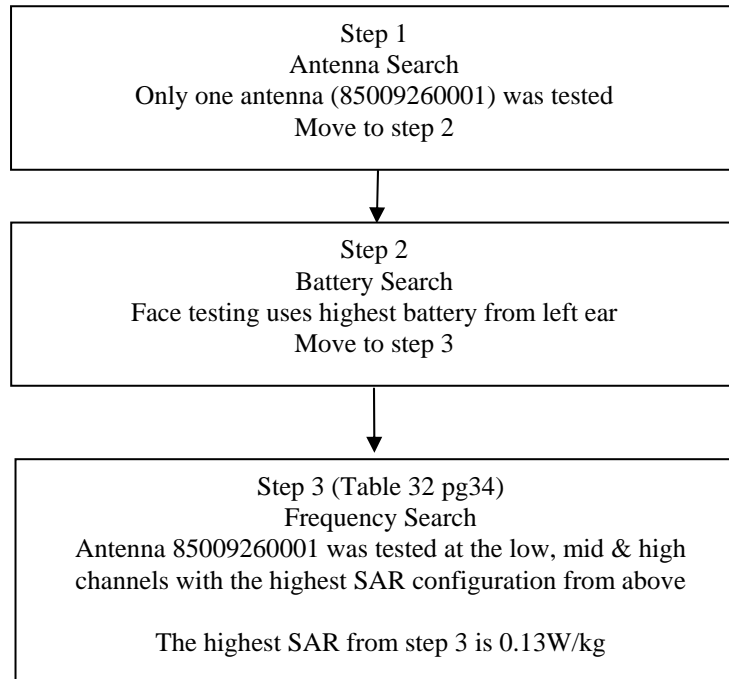 Step 1
Antenna Search
Only one antenna (85009260001) was tested
Move to step 2
Step 2
Battery Search
Face testing uses highest battery from left ear
Move to step 3
Step 3 (Table 32 pg34)
Frequency Search
Antenna 85009260001 was tested at the low, mid & high
channels with the highest SAR configuration from above
The highest SAR from step 3 is 0.13W/kg